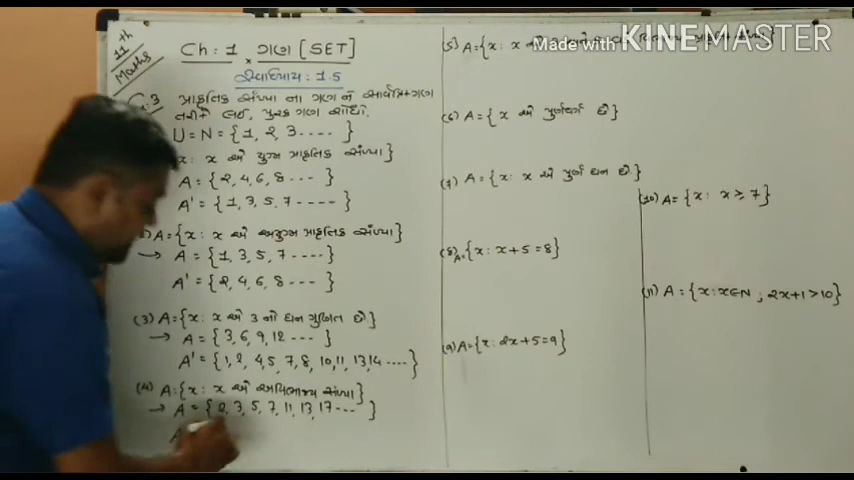 11th
Maths
Ch: 1 ગણ [SET]
સ્વાધ્યાય: 1.5
પ્રાકૃતિક સંખ્યા ના ગણ ને સાર્વત્રિક ગણ
તરીકે લઈ, પુરક ગણ શોધો.
U = N = {1, 2, 3 .... }
x: x એ યુગ્મ પ્રાકૃતિક સંખ્યા}
A = {2, 4, 6, 8 ... }
A' = {1, 3, 5, 7 ..... }
A={x: x એ અયુગ્મ પ્રાકૃતિક સંખ્યા}
→ A = {1, 3, 5, 7 .... }
A' = {2, 4, 6, 8 ... }
(3) A={x: x એ 3 નો ધન ગુણિત છે}
→ A = {3, 6, 9, 12 ... }
A' = {1, 2, 4, 5, 7, 8, 10, 11, 13, 14 .... }
(4) A:{x: x એ અવિભાજ્ય સંખ્યા}
→ A = {2, 3, 5, 7, 11, 13, 17 ... }
A
(5) A={x: x
(6) A={x એ પુર્ણવર્ગ છે}
(7) A={x: x એ પુર્ણ ઘન છે}
(8) A={x: x+5=8}
(9) A={x: 2x+5=9}
(10) A={x: x ≥ 7}
(11) A={x: x∈N ; 2x+1>10}
Made with KINEMASTER